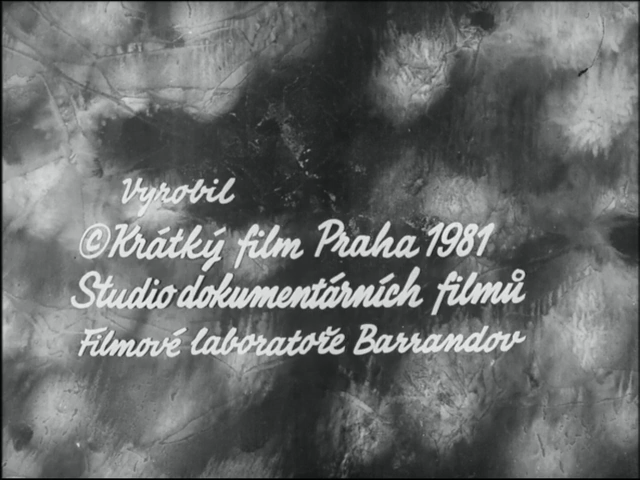 Vyrobil
©Krátký film Praha 1981
Studio dokumentárních filmů
Filmové laboratoře Barrandov